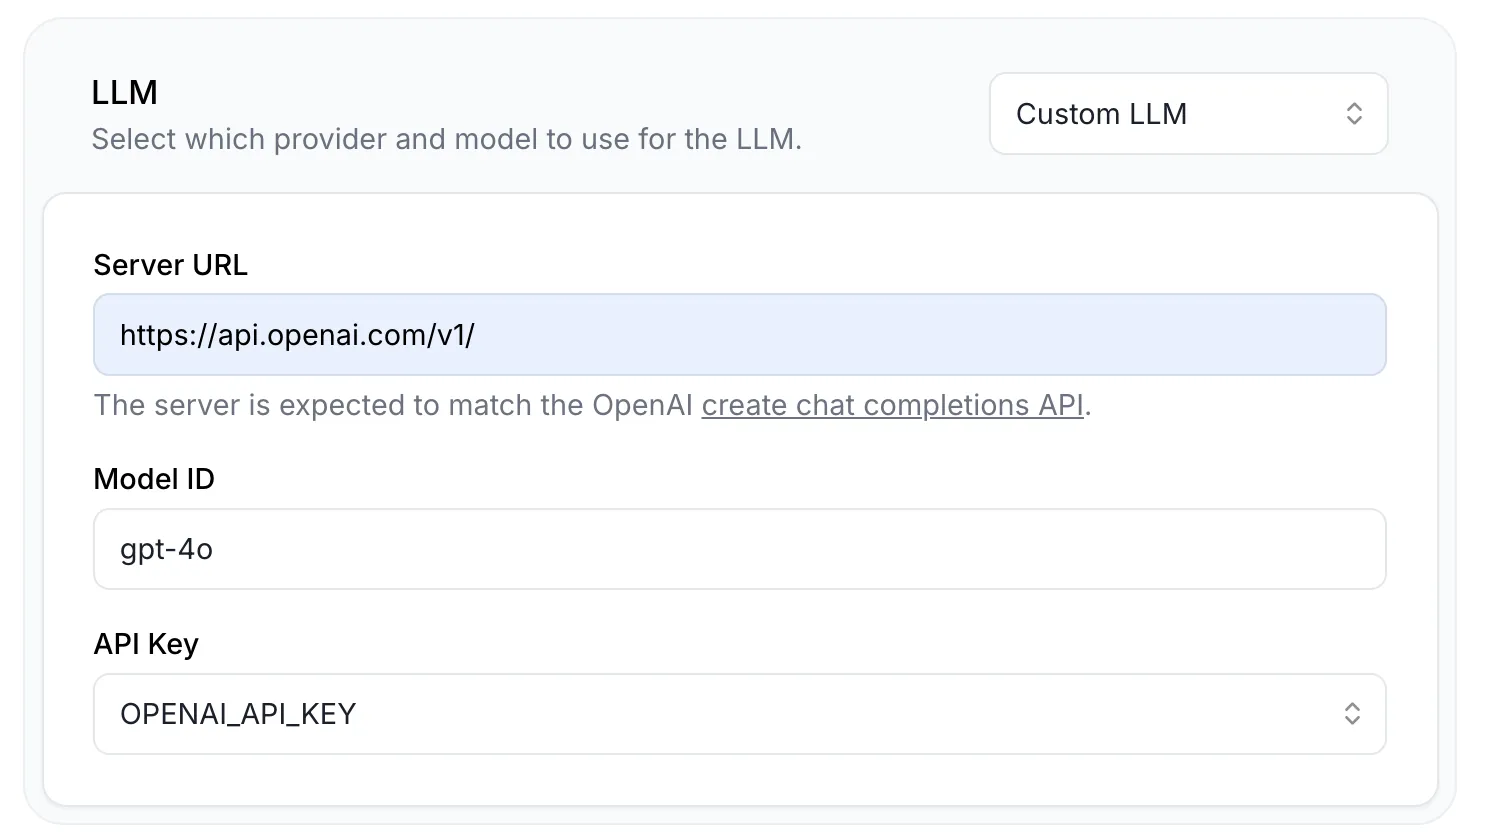 LLM
Select which provider and model to use for the LLM.
Custom LLM
Server URL
https://api.openai.com/v1/
The server is expected to match the OpenAI create chat completions API.
Model ID
gpt-4o
API Key
OPENAI_API_KEY